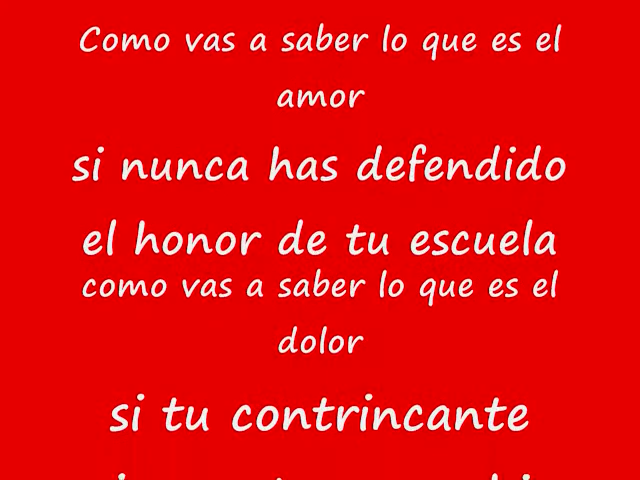 Como vas a saber lo que es el
amor
si nunca has defendido
el honor de tu escuela
como vas a saber lo que es el
dolor
si tu contrincante